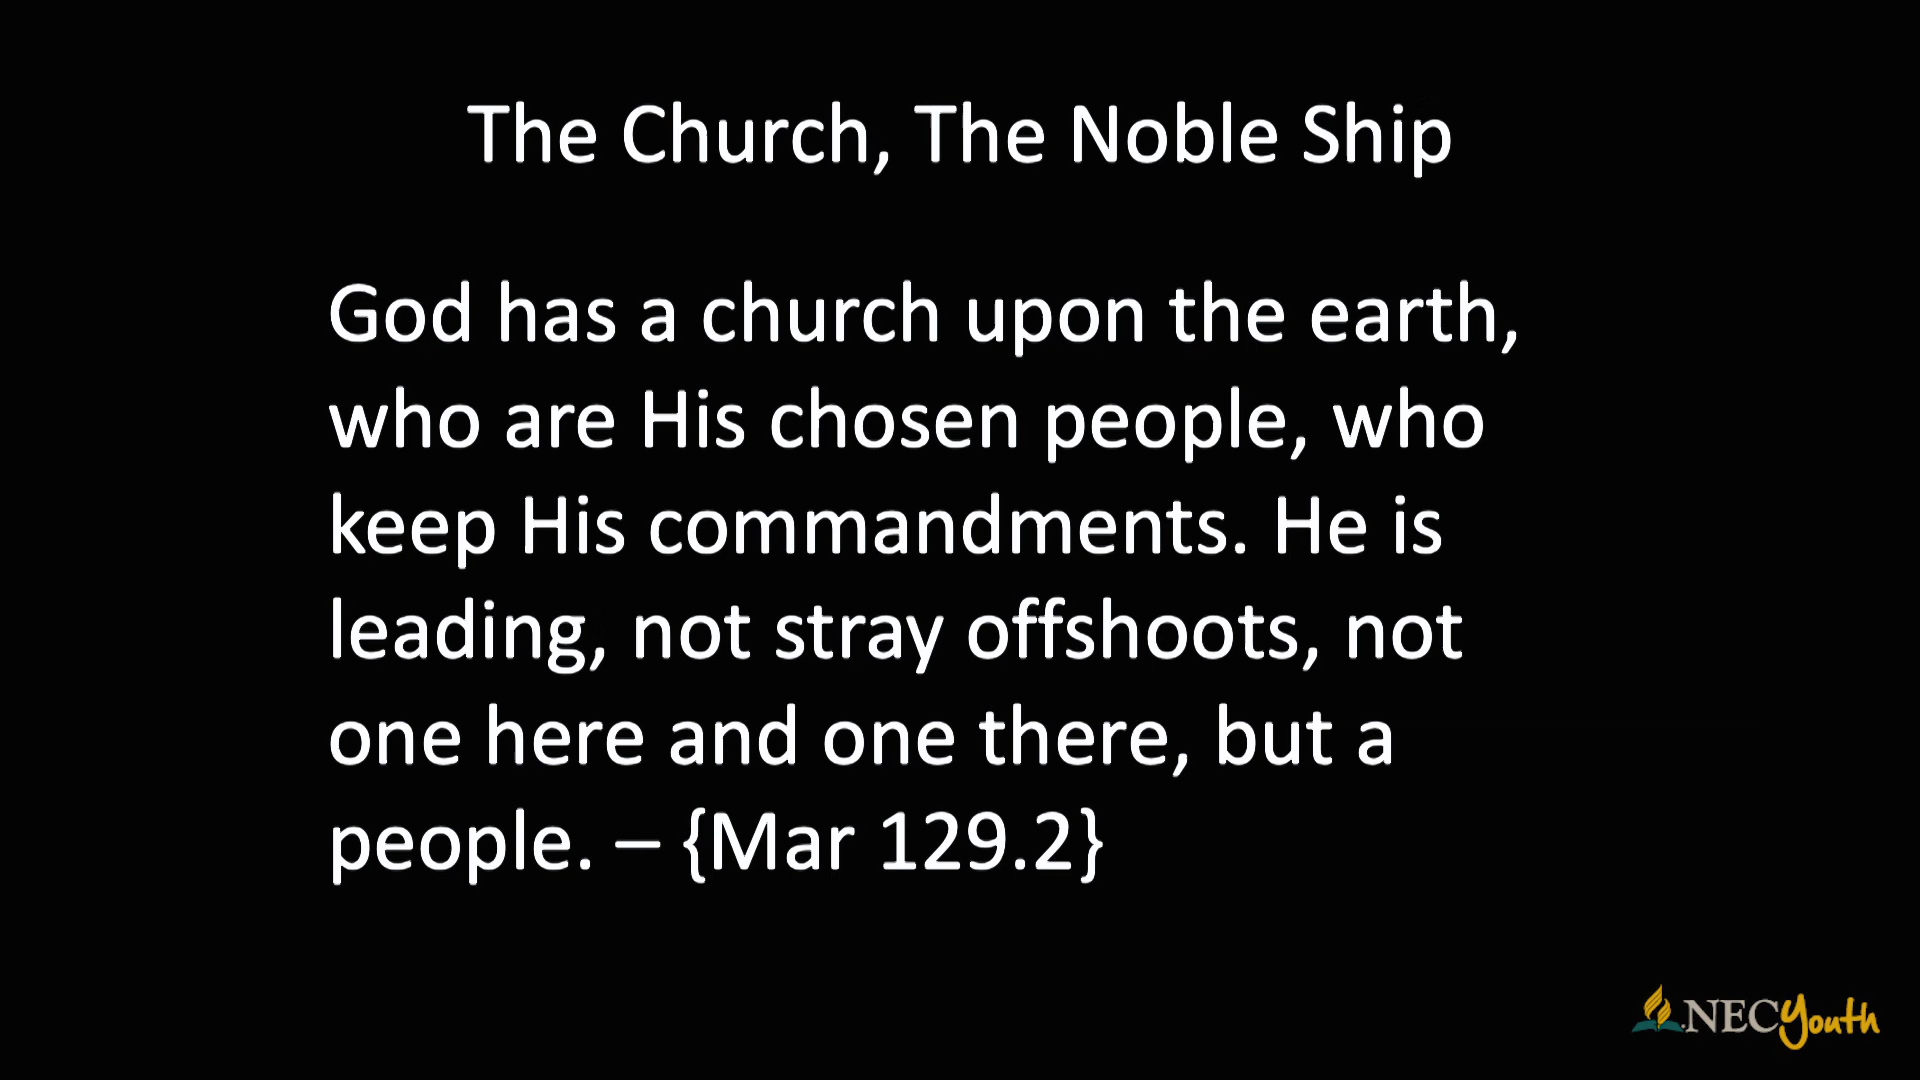 The Church, The Noble Ship
God has a church upon the earth,
who are His chosen people, who
keep His commandments. He is
leading, not stray offshoots, not
one here and one there, but a
people. – {Mar 129.2}
NECYouth